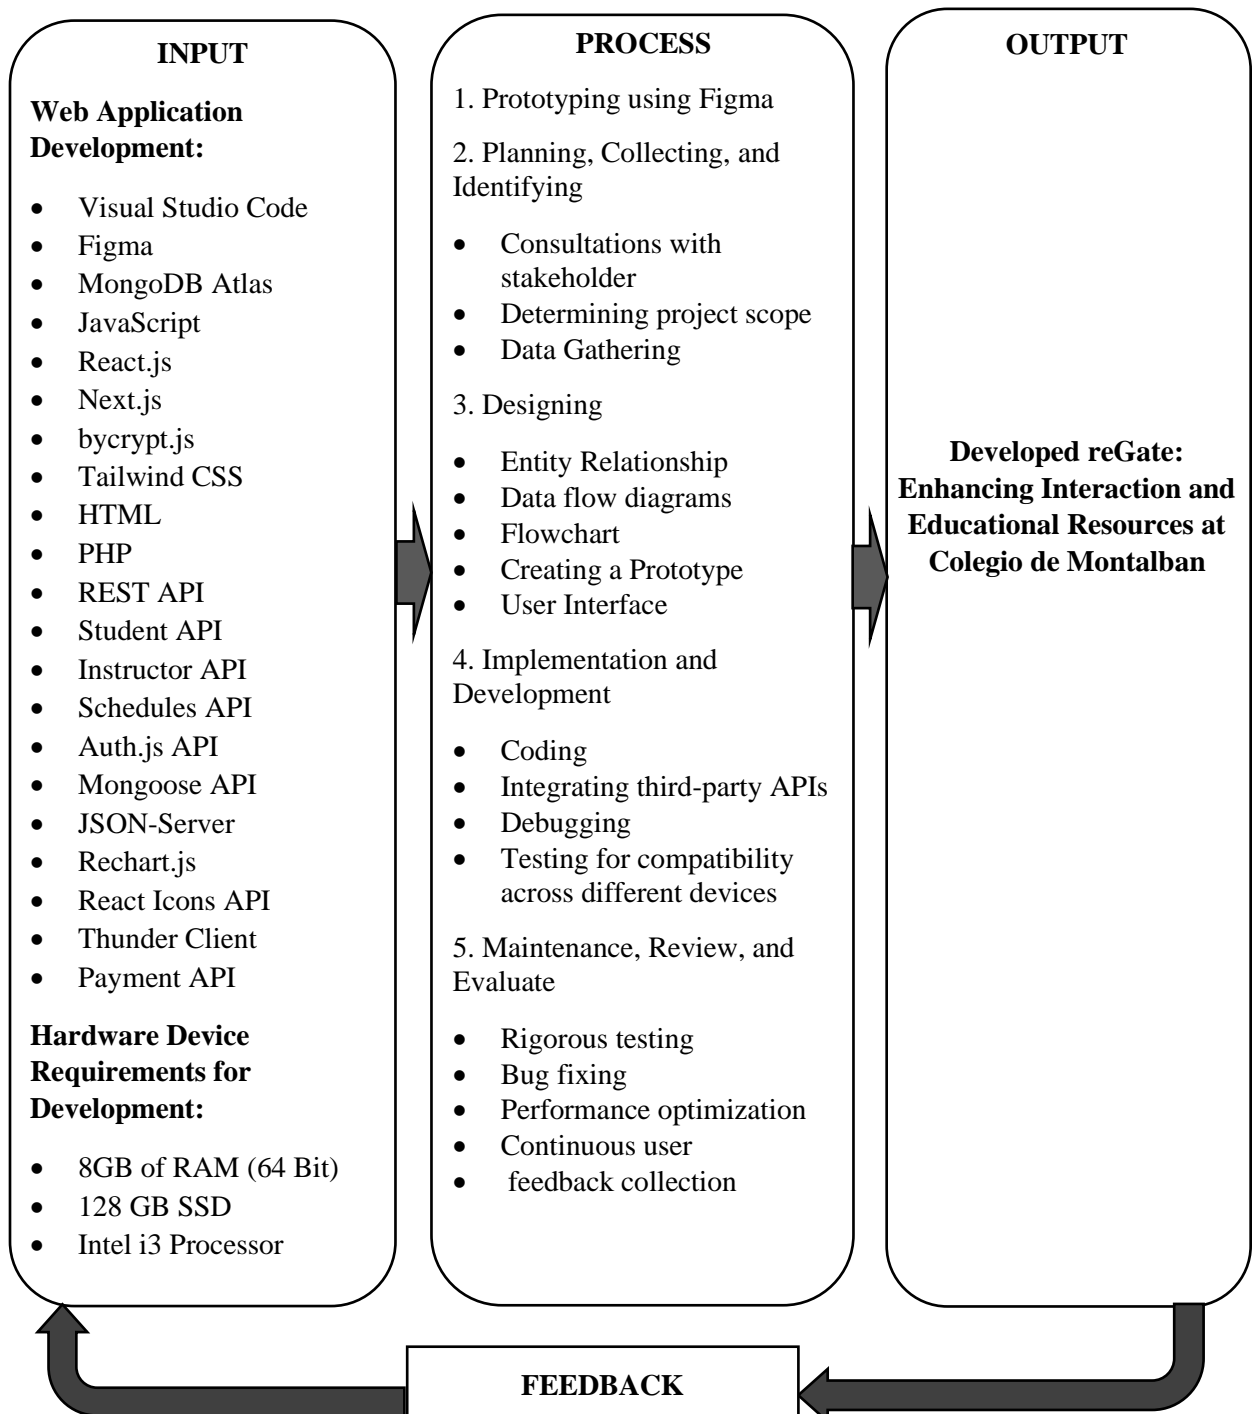 INPUT
Web Application
Development:
• Visual Studio Code
• Figma
• MongoDB Atlas
• JavaScript
• React.js
• Next.js
• bycrypt.js
• Tailwind CSS
• HTML
• PHP
• REST API
• Student API
• Instructor API
• Schedules API
• Auth.js API
• Mongoose API
• JSON-Server
• Rechart.js
• React Icons API
• Thunder Client
• Payment API
Hardware Device
Requirements for
Development:
• 8GB of RAM (64 Bit)
• 128 GB SSD
• Intel i3 Processor
PROCESS
1. Prototyping using Figma
2. Planning, Collecting, and
Identifying
• Consultations with
stakeholder
• Determining project scope
• Data Gathering
3. Designing
• Entity Relationship
• Data flow diagrams
• Flowchart
• Creating a Prototype
• User Interface
4. Implementation and
Development
• Coding
• Integrating third-party APIs
• Debugging
• Testing for compatibility
across different devices
5. Maintenance, Review, and
Evaluate
• Rigorous testing
• Bug fixing
• Performance optimization
• Continuous user
• feedback collection
OUTPUT
Developed reGate:
Enhancing Interaction and
Educational Resources at
Colegio de Montalban
FEEDBACK